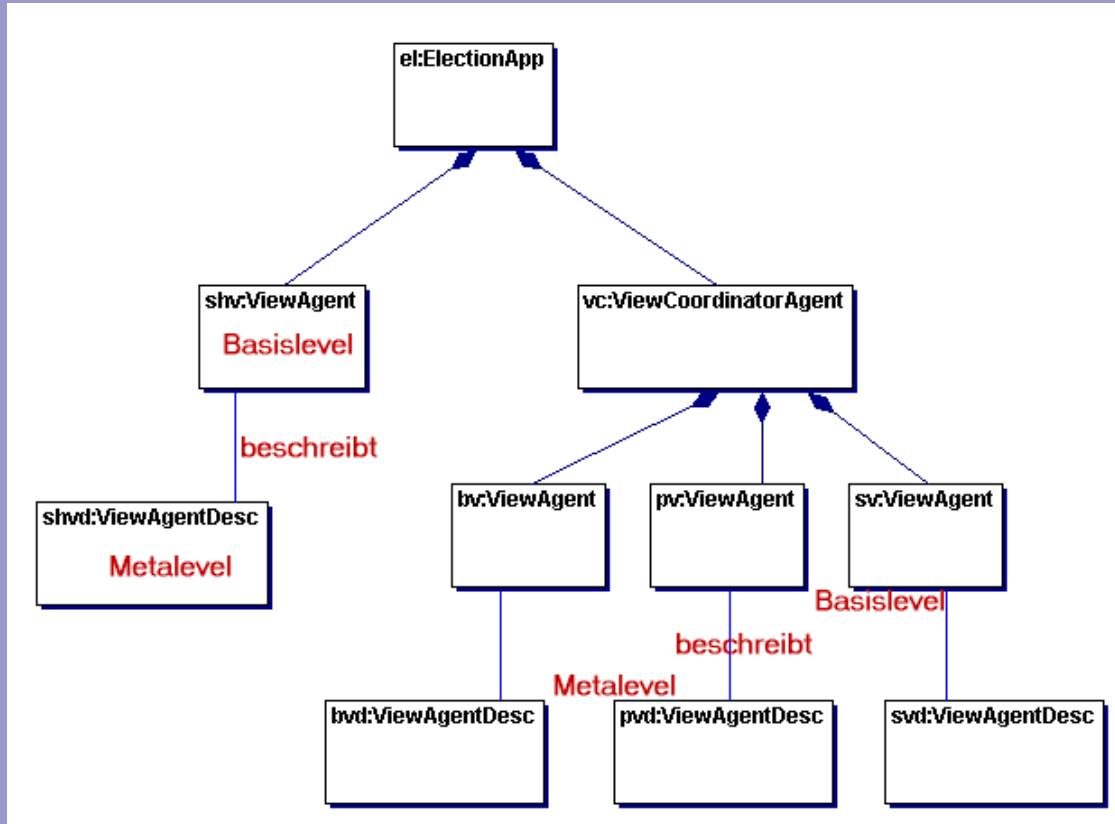 el:ElectionApp
shv:ViewAgent
Basislevel
vc:ViewCoordinatorAgent
beschreibt
shvd:ViewAgentDesc
Metalevel
bv:ViewAgent
pv:ViewAgent
sv:ViewAgent
Basislevel
beschreibt
Metalevel
bvd:ViewAgentDesc
pvd:ViewAgentDesc
svd:ViewAgentDesc